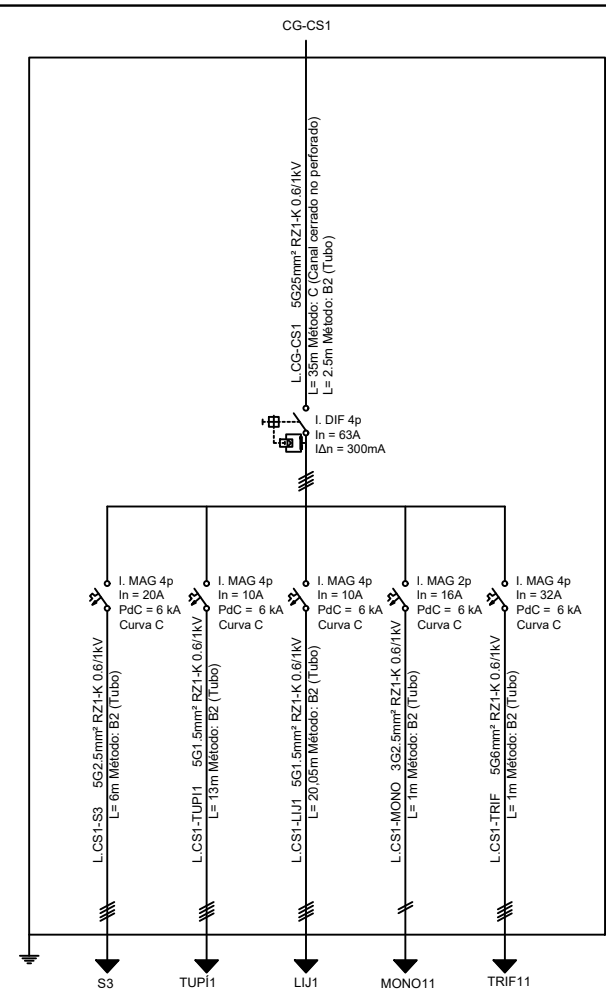 CG-CS1
L.CG-CS1 5G25mm² RZ1-K 0.6/1kV
L= 35m Método: C (Canal cerrado no perforado)
L= 2.5m Método: B2 (Tubo)
I. DIF 4p
In = 63A
IΔn = 300mA
I. MAG 4p
In = 20A
PdC = 6 kA
Curva C
I. MAG 4p
In = 10A
PdC = 6 kA
Curva C
I. MAG 4p
In = 10A
PdC = 6 kA
Curva C
I. MAG 2p
In = 16A
PdC = 6 kA
Curva C
I. MAG 4p
In = 32A
PdC = 6 kA
Curva C
L.CS1-S3 5G2.5mm² RZ1-K 0.6/1kV
L= 6m Método: B2 (Tubo)
L.CS1-TUPI1 5G1.5mm² RZ1-K 0.6/1kV
L= 13m Método: B2 (Tubo)
L.CS1-LIJ1 5G1.5mm² RZ1-K 0.6/1kV
L= 20,05m Método: B2 (Tubo)
L.CS1-MONO 3G2.5mm² RZ1-K 0.6/1kV
L= 1m Método: B2 (Tubo)
L.CS1-TRIF 5G6mm² RZ1-K 0.6/1kV
L= 1m Método: B2 (Tubo)
S3
TUPÍ1
LIJ1
MONO11
TRIF11